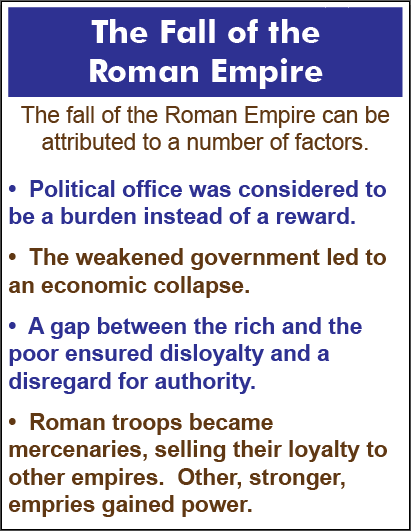 The Fall of the
Roman Empire
The fall of the Roman Empire can be
attributed to a number of factors.
• Political office was considered to
be a burden instead of a reward.
• The weakened government led to
an economic collapse.
• A gap between the rich and the
poor ensured disloyalty and a
disregard for authority.
• Roman troops became
mercenaries, selling their loyalty to
other empires. Other, stronger,
empries gained power.